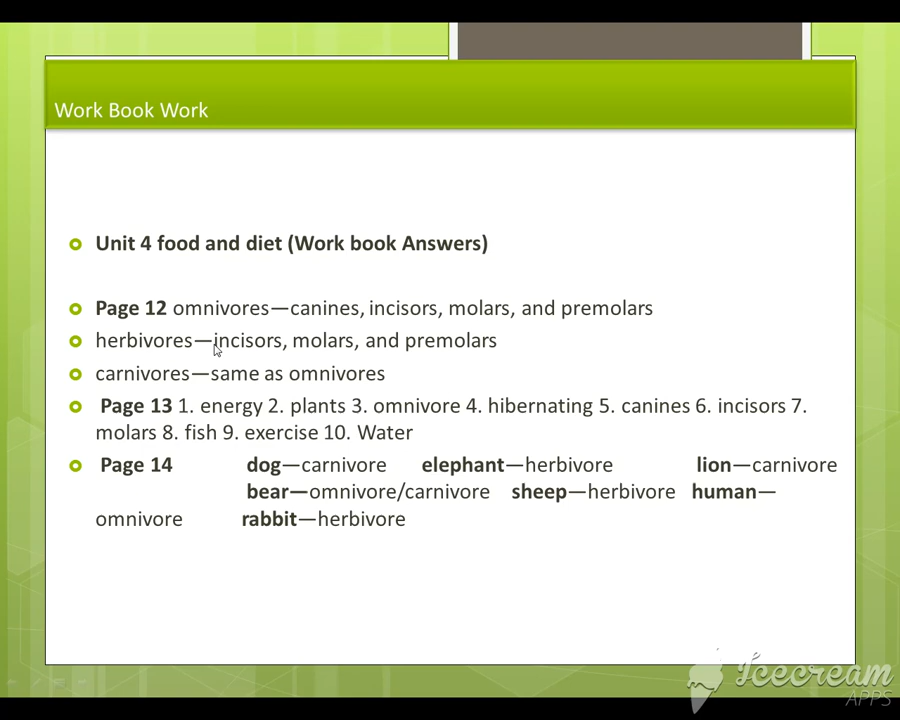 Work Book Work
Unit 4 food and diet (Work book Answers)
Page 12 omnivores—canines, incisors, molars, and premolars
herbivores—incisors, molars, and premolars
carnivores—same as omnivores
Page 13 1. energy 2. plants 3. omnivore 4. hibernating 5. canines 6. incisors 7.
molars 8. fish 9. exercise 10. Water
Page 14 dog—carnivore elephant—herbivore lion—carnivore
bear—omnivore/carnivore sheep—herbivore human—
omnivore rabbit—herbivore
Icecream
APPS